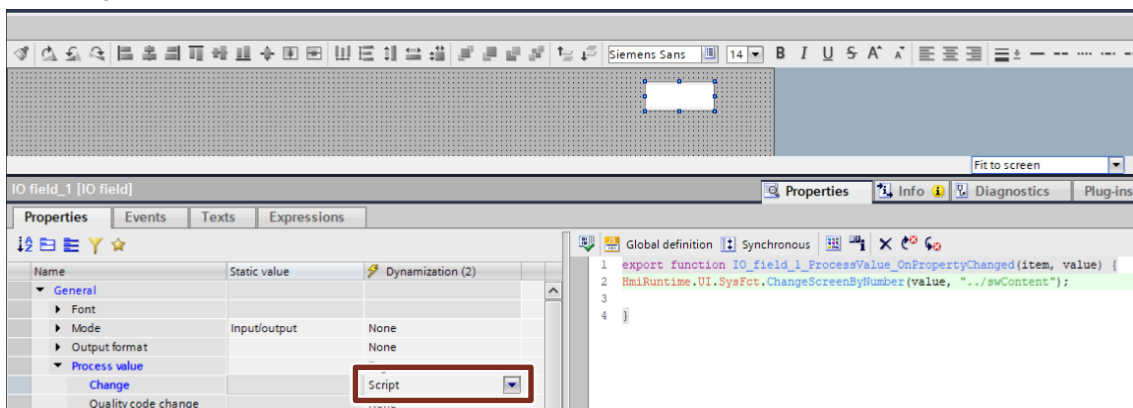 Siemens Sans 14 B I U S A A
Fit to screen
IO field_1 [IO field]
Properties Info Diagnostics Plug-ins
Properties Events Texts Expressions
Global definition Synchronous
Name Static value Dynamization (2)
1 export function IO_field_1_ProcessValue_OnPropertyChanged(item, value) {
2 HmiRuntime.UI.SysFct.ChangeScreenByNumber(value, "../swContent");
3
4 }
General
Font
Mode Input/output None
Output format None
Process value
Change Script
Quality code change None